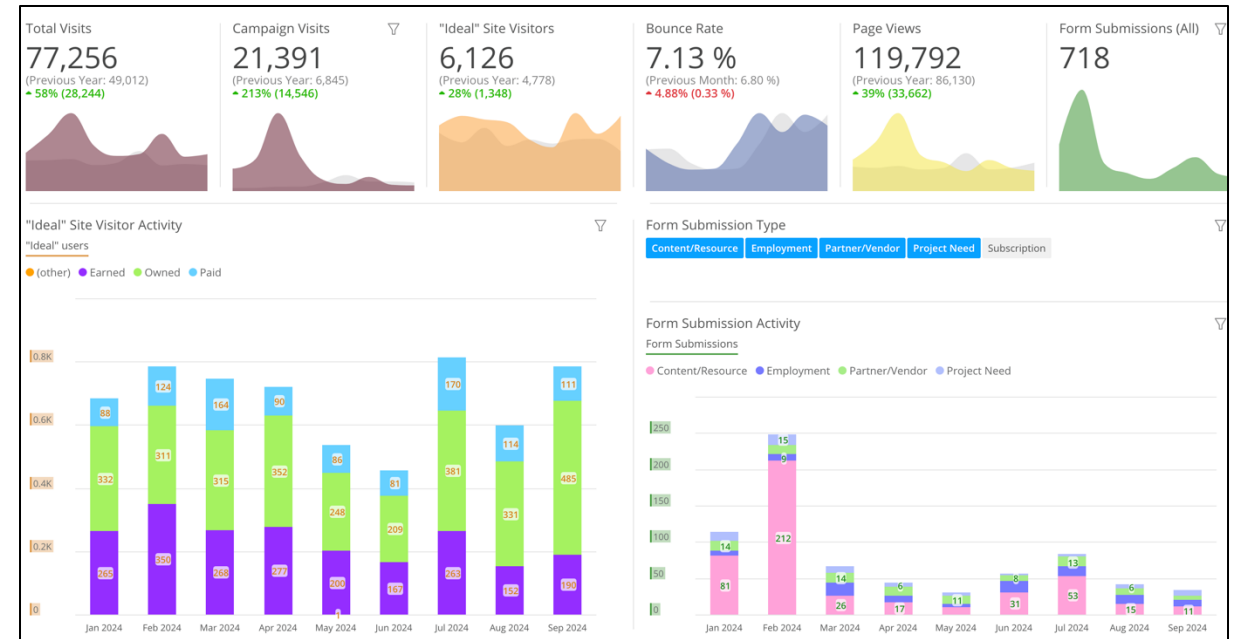 Total Visits
77,256
(Previous Year: 49,012)
58% (28,244)
Campaign Visits
21,391
(Previous Year: 6,845)
213% (14,546)
"Ideal" Site Visitors
6,126
(Previous Year: 4,778)
28% (1,348)
Bounce Rate
7.13 %
(Previous Month: 6.80 %)
4.88% (0.33 %)
Page Views
119,792
(Previous Year: 86,130)
39% (33,662)
Form Submissions (All)
718
"Ideal" Site Visitor Activity
"Ideal" users
(other) Earned Owned Paid
0.8K
0.6K
0.4K
0.2K
0
88 124 164 90 86 81 170 114 111
332 311 315 352 248 209 381 331 485
265 350 268 277 200 167 263 152 190
Jan 2024 Feb 2024 Mar 2024 Apr 2024 May 2024 Jun 2024 Jul 2024 Aug 2024 Sep 2024
Form Submission Type
Content/Resource Employment Partner/Vendor Project Need Subscription
Form Submission Activity
Form Submissions
Content/Resource Employment Partner/Vendor Project Need
250
200
150
100
50
0
15
9
14 14 6 11 8 13 6
81 212 26 17 31 53 15 11
Jan 2024 Feb 2024 Mar 2024 Apr 2024 May 2024 Jun 2024 Jul 2024 Aug 2024 Sep 2024